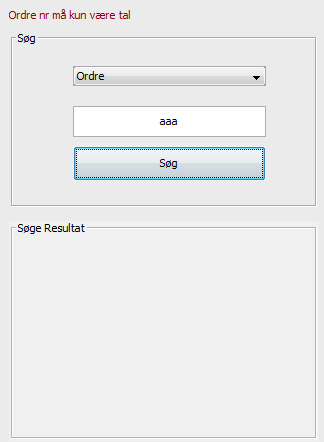 Ordre nr må kun være tal
Søg
Ordre
aaa
Søg
Søge Resultat